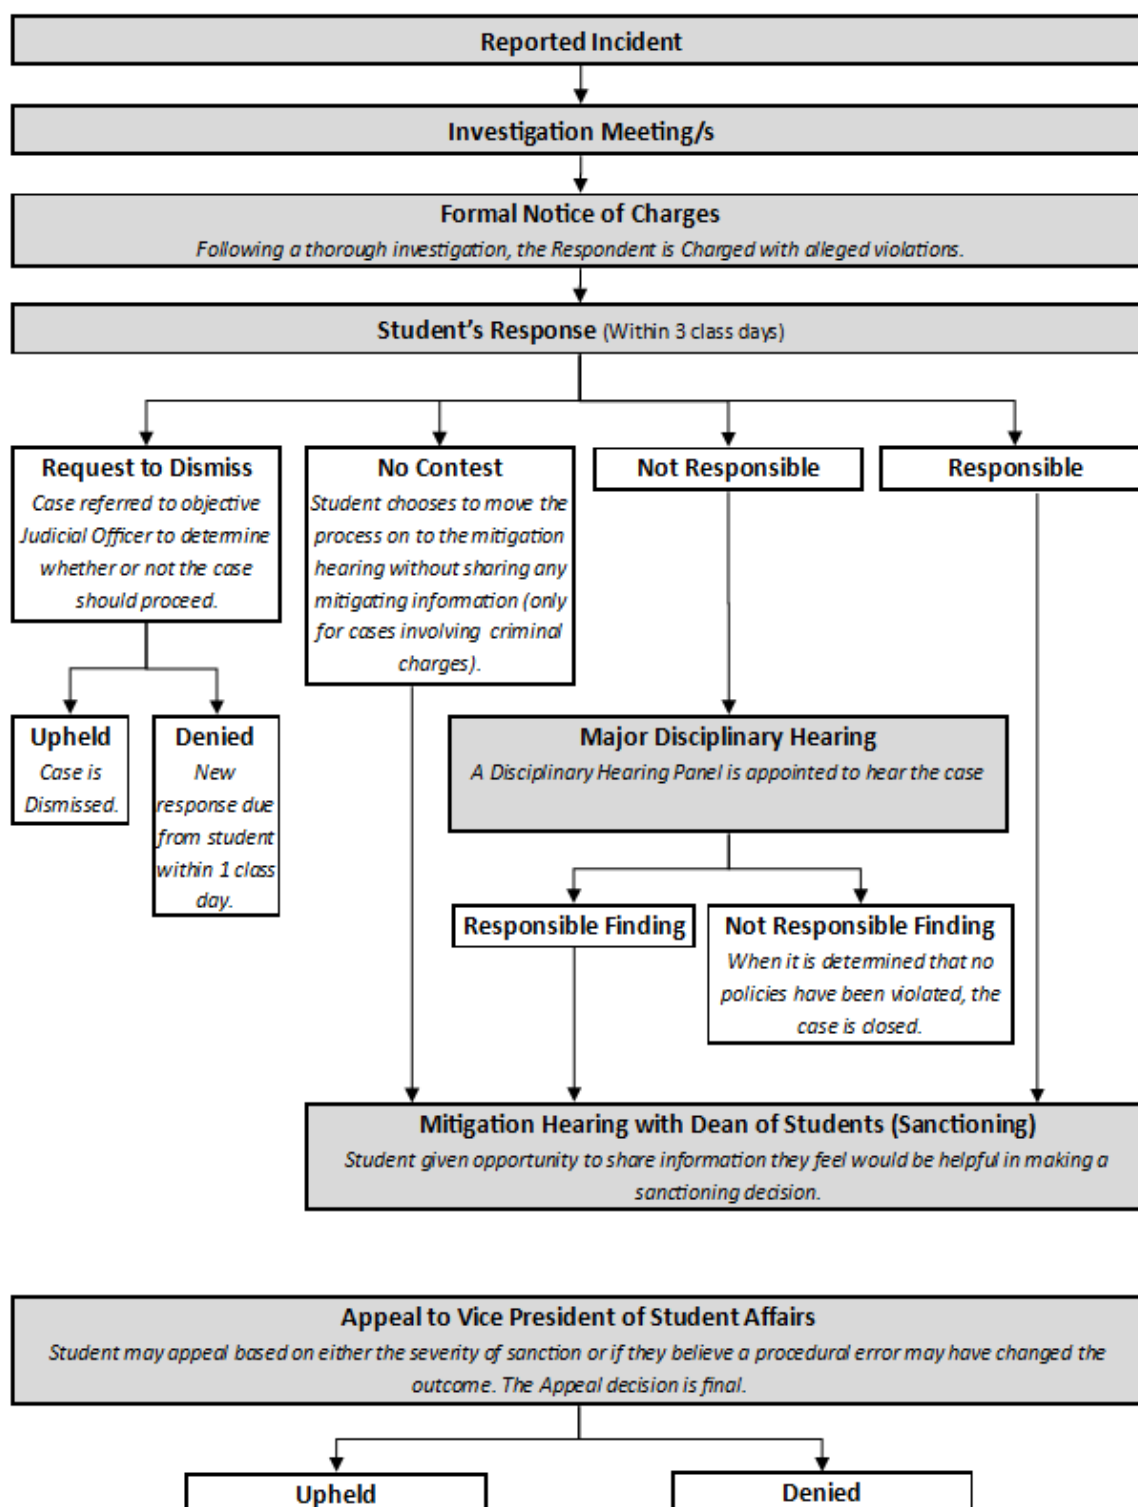 Reported Incident
Investigation Meeting/s
Formal Notice of Charges
Following a thorough investigation, the Respondent is Charged with alleged violations.
Student's Response (Within 3 class days)
Request to Dismiss
Case referred to objective
Judicial Officer to determine
whether or not the case
should proceed.
No Contest
Student chooses to move the
process on to the mitigation
hearing without sharing any
mitigating information (only
for cases involving criminal
charges).
Not Responsible
Responsible
Upheld
Case is
Dismissed.
Denied
New
response due
from student
within 1 class
day.
Major Disciplinary Hearing
A Disciplinary Hearing Panel is appointed to hear the case
Responsible Finding
Not Responsible Finding
When it is determined that no
policies have been violated, the
case is closed.
Mitigation Hearing with Dean of Students (Sanctioning)
Student given opportunity to share information they feel would be helpful in making a
sanctioning decision.
Appeal to Vice President of Student Affairs
Student may appeal based on either the severity of sanction or if they believe a procedural error may have changed the
outcome. The Appeal decision is final.
Upheld
Denied